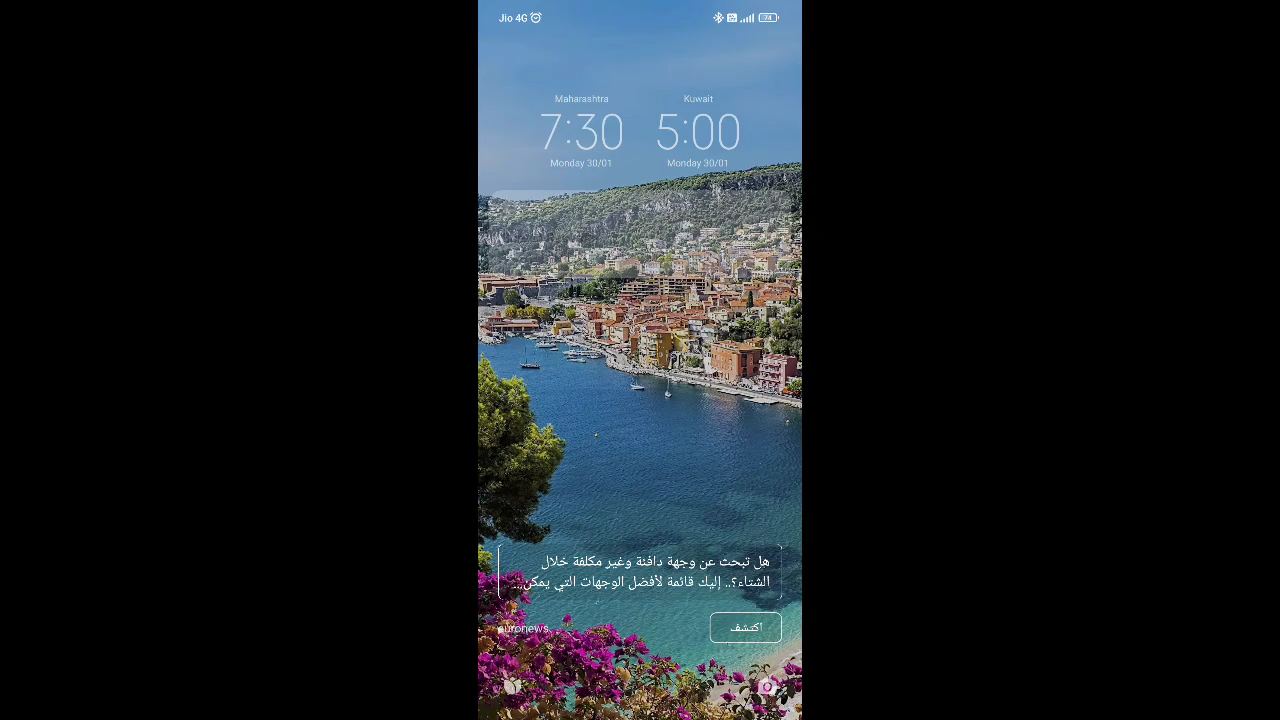 Jio 4G
74
Maharashtra
7:30
Monday 30/01
Kuwait
5:00
Monday 30/01
هل تبحث عن وجهة دافئة وغير مكلفة خلال
الشتاء؟.. إليك قائمة لأفضل الوجهات التي يمكن...
euronews
اكتشف